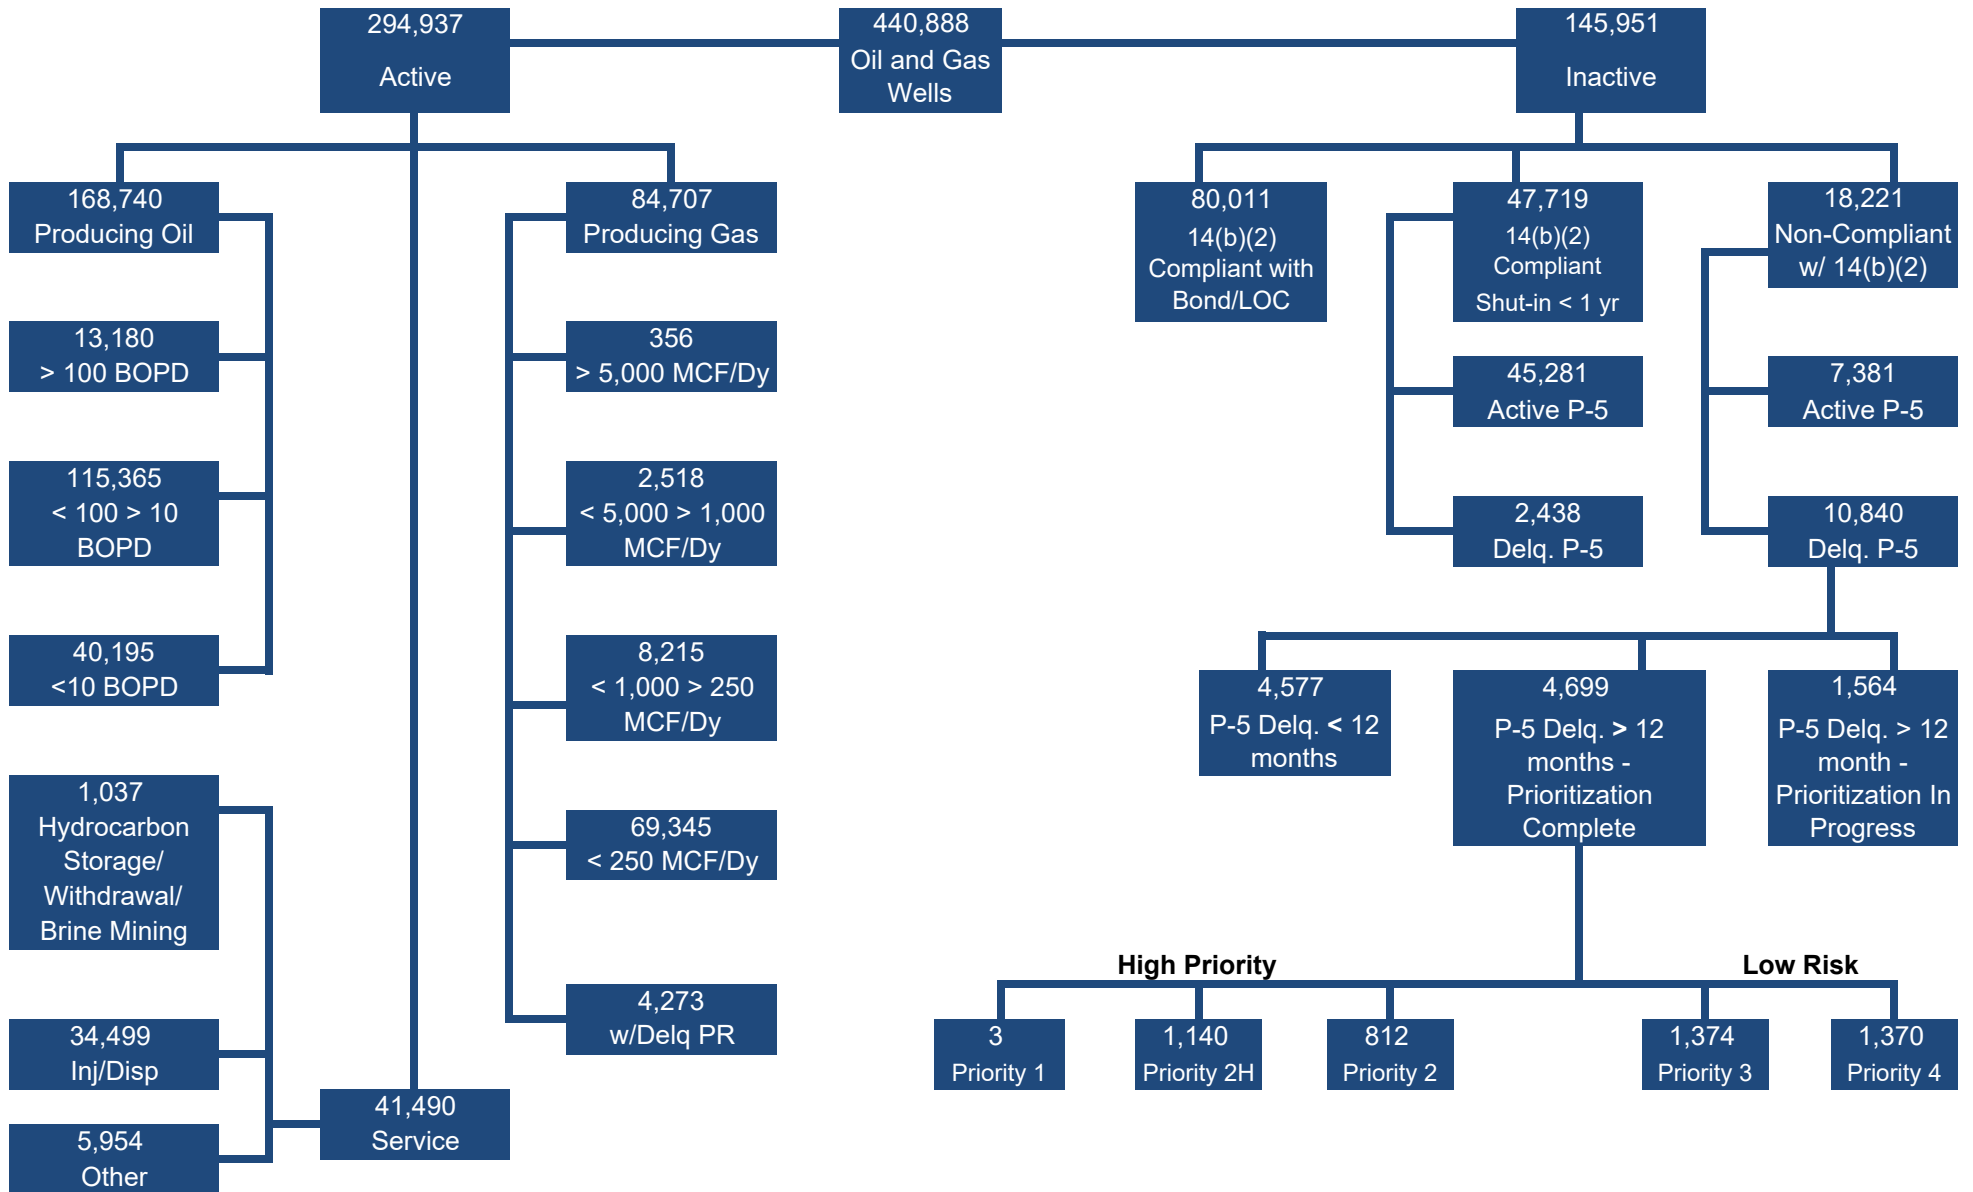 294,937
Active
440,888
Oil and Gas
Wells
145,951
Inactive
168,740
Producing Oil
13,180
> 100 BOPD
115,365
< 100 > 10
BOPD
40,195
<10 BOPD
84,707
Producing Gas
356
> 5,000 MCF/Dy
2,518
< 5,000 > 1,000
MCF/Dy
8,215
< 1,000 > 250
MCF/Dy
69,345
< 250 MCF/Dy
4,273
w/Delq PR
1,037
Hydrocarbon
Storage/
Withdrawal/
Brine Mining
34,499
Inj/Disp
5,954
Other
41,490
Service
80,011
14(b)(2)
Compliant with
Bond/LOC
47,719
14(b)(2)
Compliant
Shut-in < 1 yr
45,281
Active P-5
2,438
Delq. P-5
18,221
Non-Compliant
w/ 14(b)(2)
7,381
Active P-5
10,840
Delq. P-5
4,577
P-5 Delq. < 12
months
4,699
P-5 Delq. > 12
months -
Prioritization
Complete
1,564
P-5 Delq. > 12
month -
Prioritization In
Progress
High Priority
Low Risk
3
Priority 1
1,140
Priority 2H
812
Priority 2
1,374
Priority 3
1,370
Priority 4